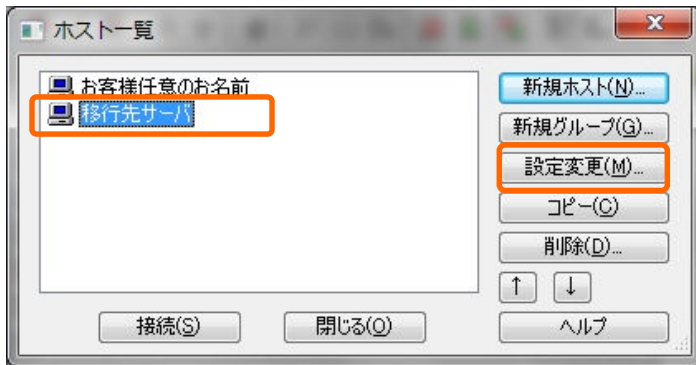 ホスト一覧
お客様任意のお名前
移行先サーバ
新規ホスト(N)...
新規グループ(G)...
設定変更(M)...
コピー(C)
削除(D)...
↑ ↓
接続(S) 閉じる(O) ヘルプ